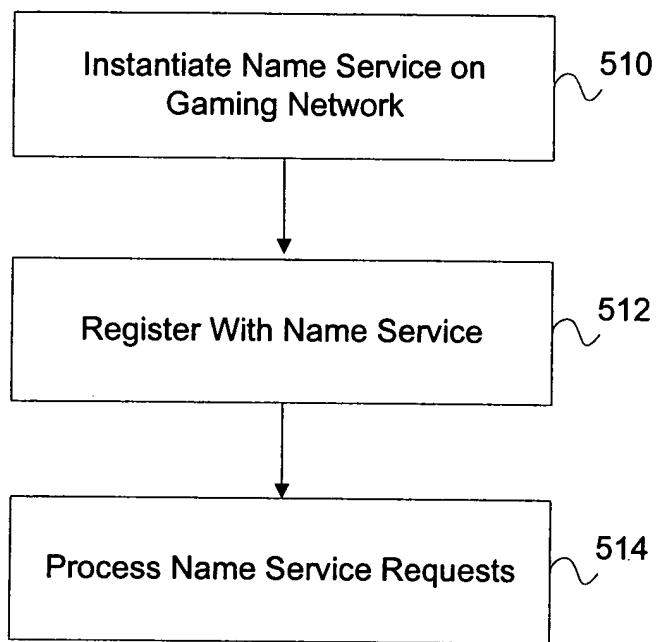 Instantiate Name Service on
Gaming Network
510
Register With Name Service
512
Process Name Service Requests
514